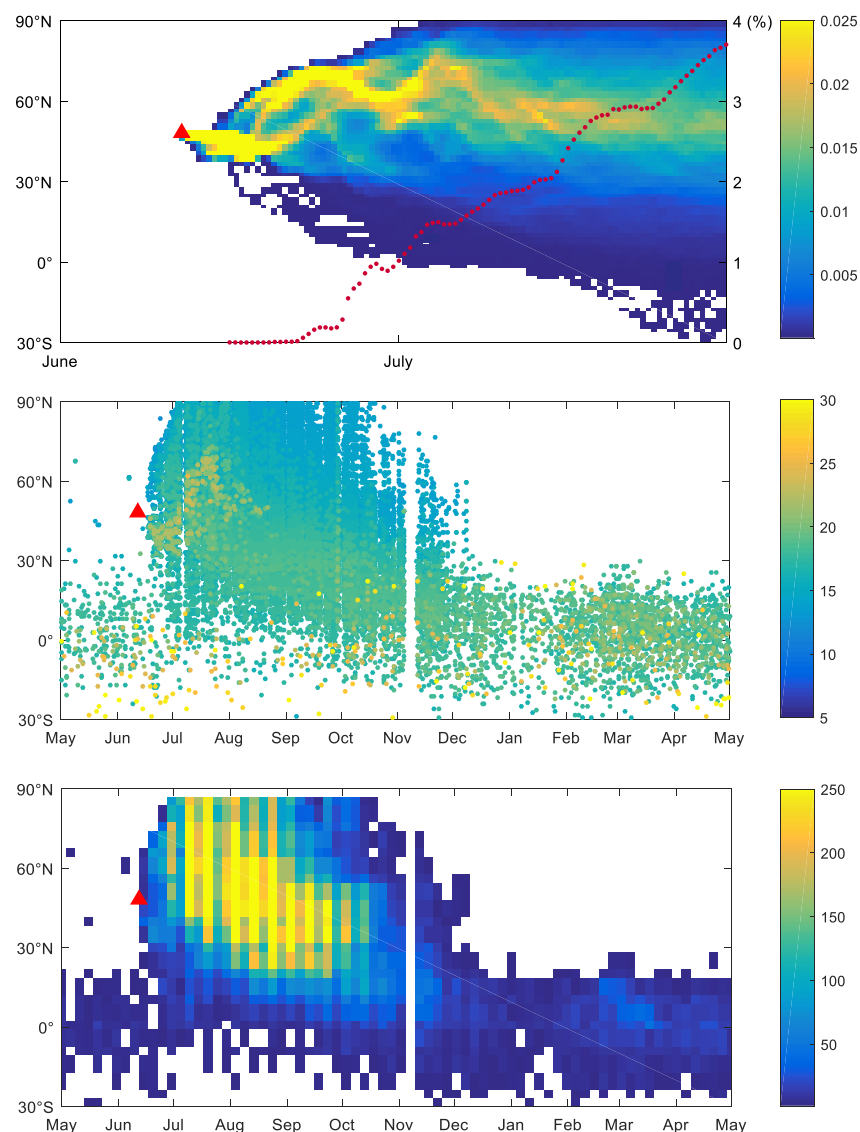 90°N 4 (%) 0.025
0.02
60°N 3
0.015
30°N 2
0.01
0° 1
0.005
30°S 0
June July
90°N 30
25
60°N
20
30°N
15
0°
10
30°S 5
May Jun Jul Aug Sep Oct Nov Dec Jan Feb Mar Apr May
90°N 250
200
60°N
150
30°N
100
0°
50
30°S
May Jun Jul Aug Sep Oct Nov Dec Jan Feb Mar Apr May